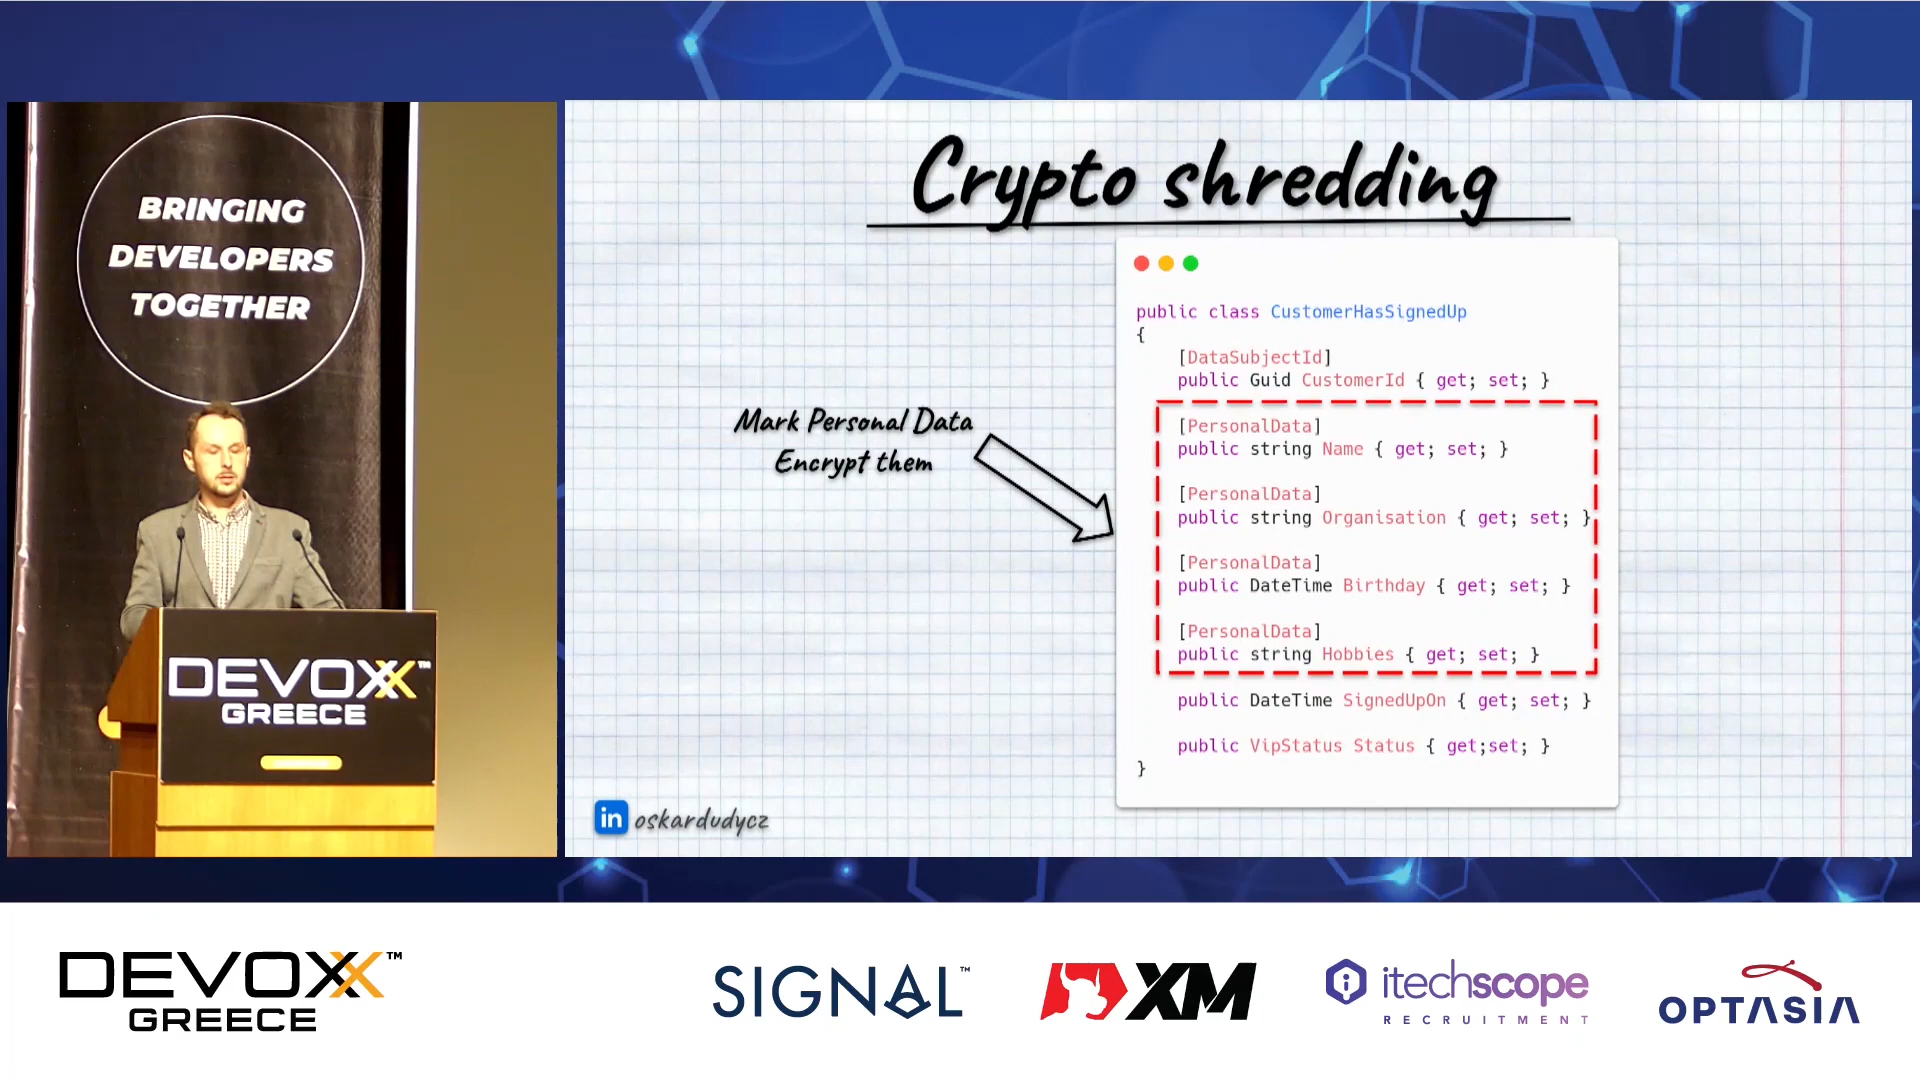 BRINGING
DEVELOPERS
TOGETHER
DEVOXX™
GREECE
Crypto shredding
Mark Personal Data
Encrypt them
public class CustomerHasSignedUp
{
[DataSubjectId]
public Guid CustomerId { get; set; }
[PersonalData]
public string Name { get; set; }
[PersonalData]
public string Organisation { get; set; }
[PersonalData]
public DateTime Birthday { get; set; }
[PersonalData]
public string Hobbies { get; set; }
public DateTime SignedUpOn { get; set; }
public VipStatus Status { get;set; }
}
in oskardudycz
DEVOXX™
GREECE
SIGNAL™
XM
itechscope
RECRUITMENT
OPTASIA